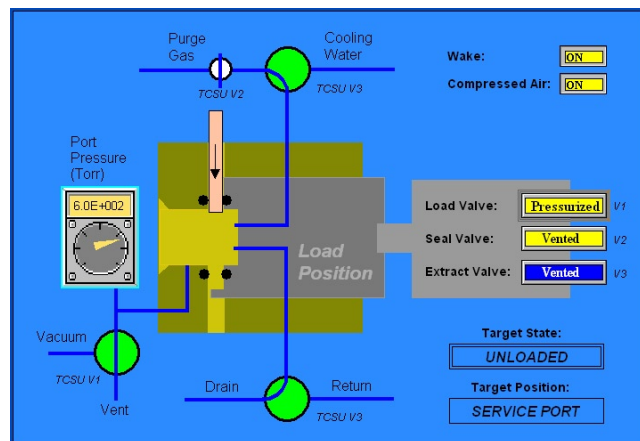 Purge
Gas
Cooling
Water
TCSU V2
TCSU V3
Wake:
ON
Compressed Air:
ON
Port
Pressure
(Torr)
6.0E+002
Load Valve:
Pressurized
V1
Seal Valve:
Vented
V2
Extract Valve:
Vented
V3
Load
Position
Vacuum
TCSU V1
Vent
Drain
Return
TCSU V3
Target State:
UNLOADED
Target Position:
SERVICE PORT